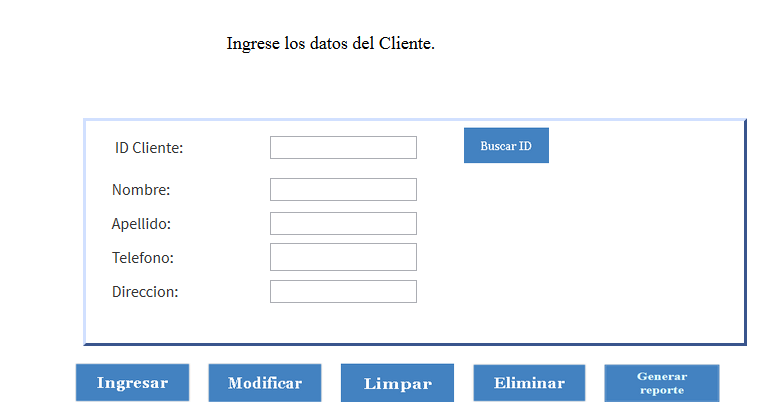 Ingrese los datos del Cliente.
ID Cliente:
Buscar ID
Nombre:
Apellido:
Telefono:
Direccion:
Ingresar
Modificar
Limpar
Eliminar
Generar
reporte